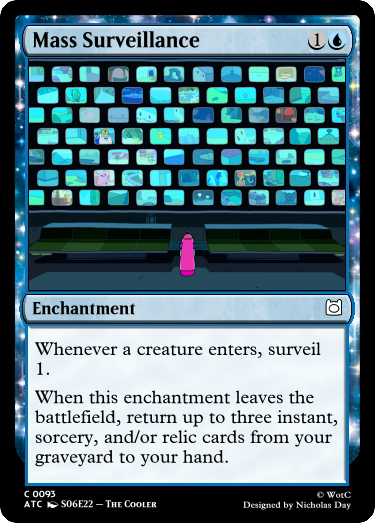 Mass Surveillance 1
Enchantment
Whenever a creature enters, surveil
1.
When this enchantment leaves the
battlefield, return up to three instant,
sorcery, and/or relic cards from your
graveyard to your hand.
C 0093 © WotC
ATC S06E22 — The Cooler Designed by Nicholas Day